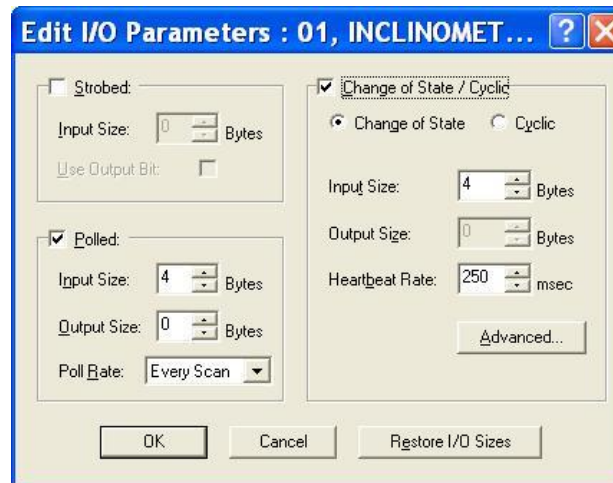 Edit I/O Parameters : 01, INCLINOMET... ? X
Strobed:
Input Size: 0 Bytes
Use Output Bit:
Polled:
Input Size: 4 Bytes
Output Size: 0 Bytes
Poll Rate: Every Scan
Change of State / Cyclic
Change of State Cyclic
Input Size: 4 Bytes
Output Size: 0 Bytes
Heartbeat Rate: 250 msec
Advanced...
OK Cancel Restore I/O Sizes